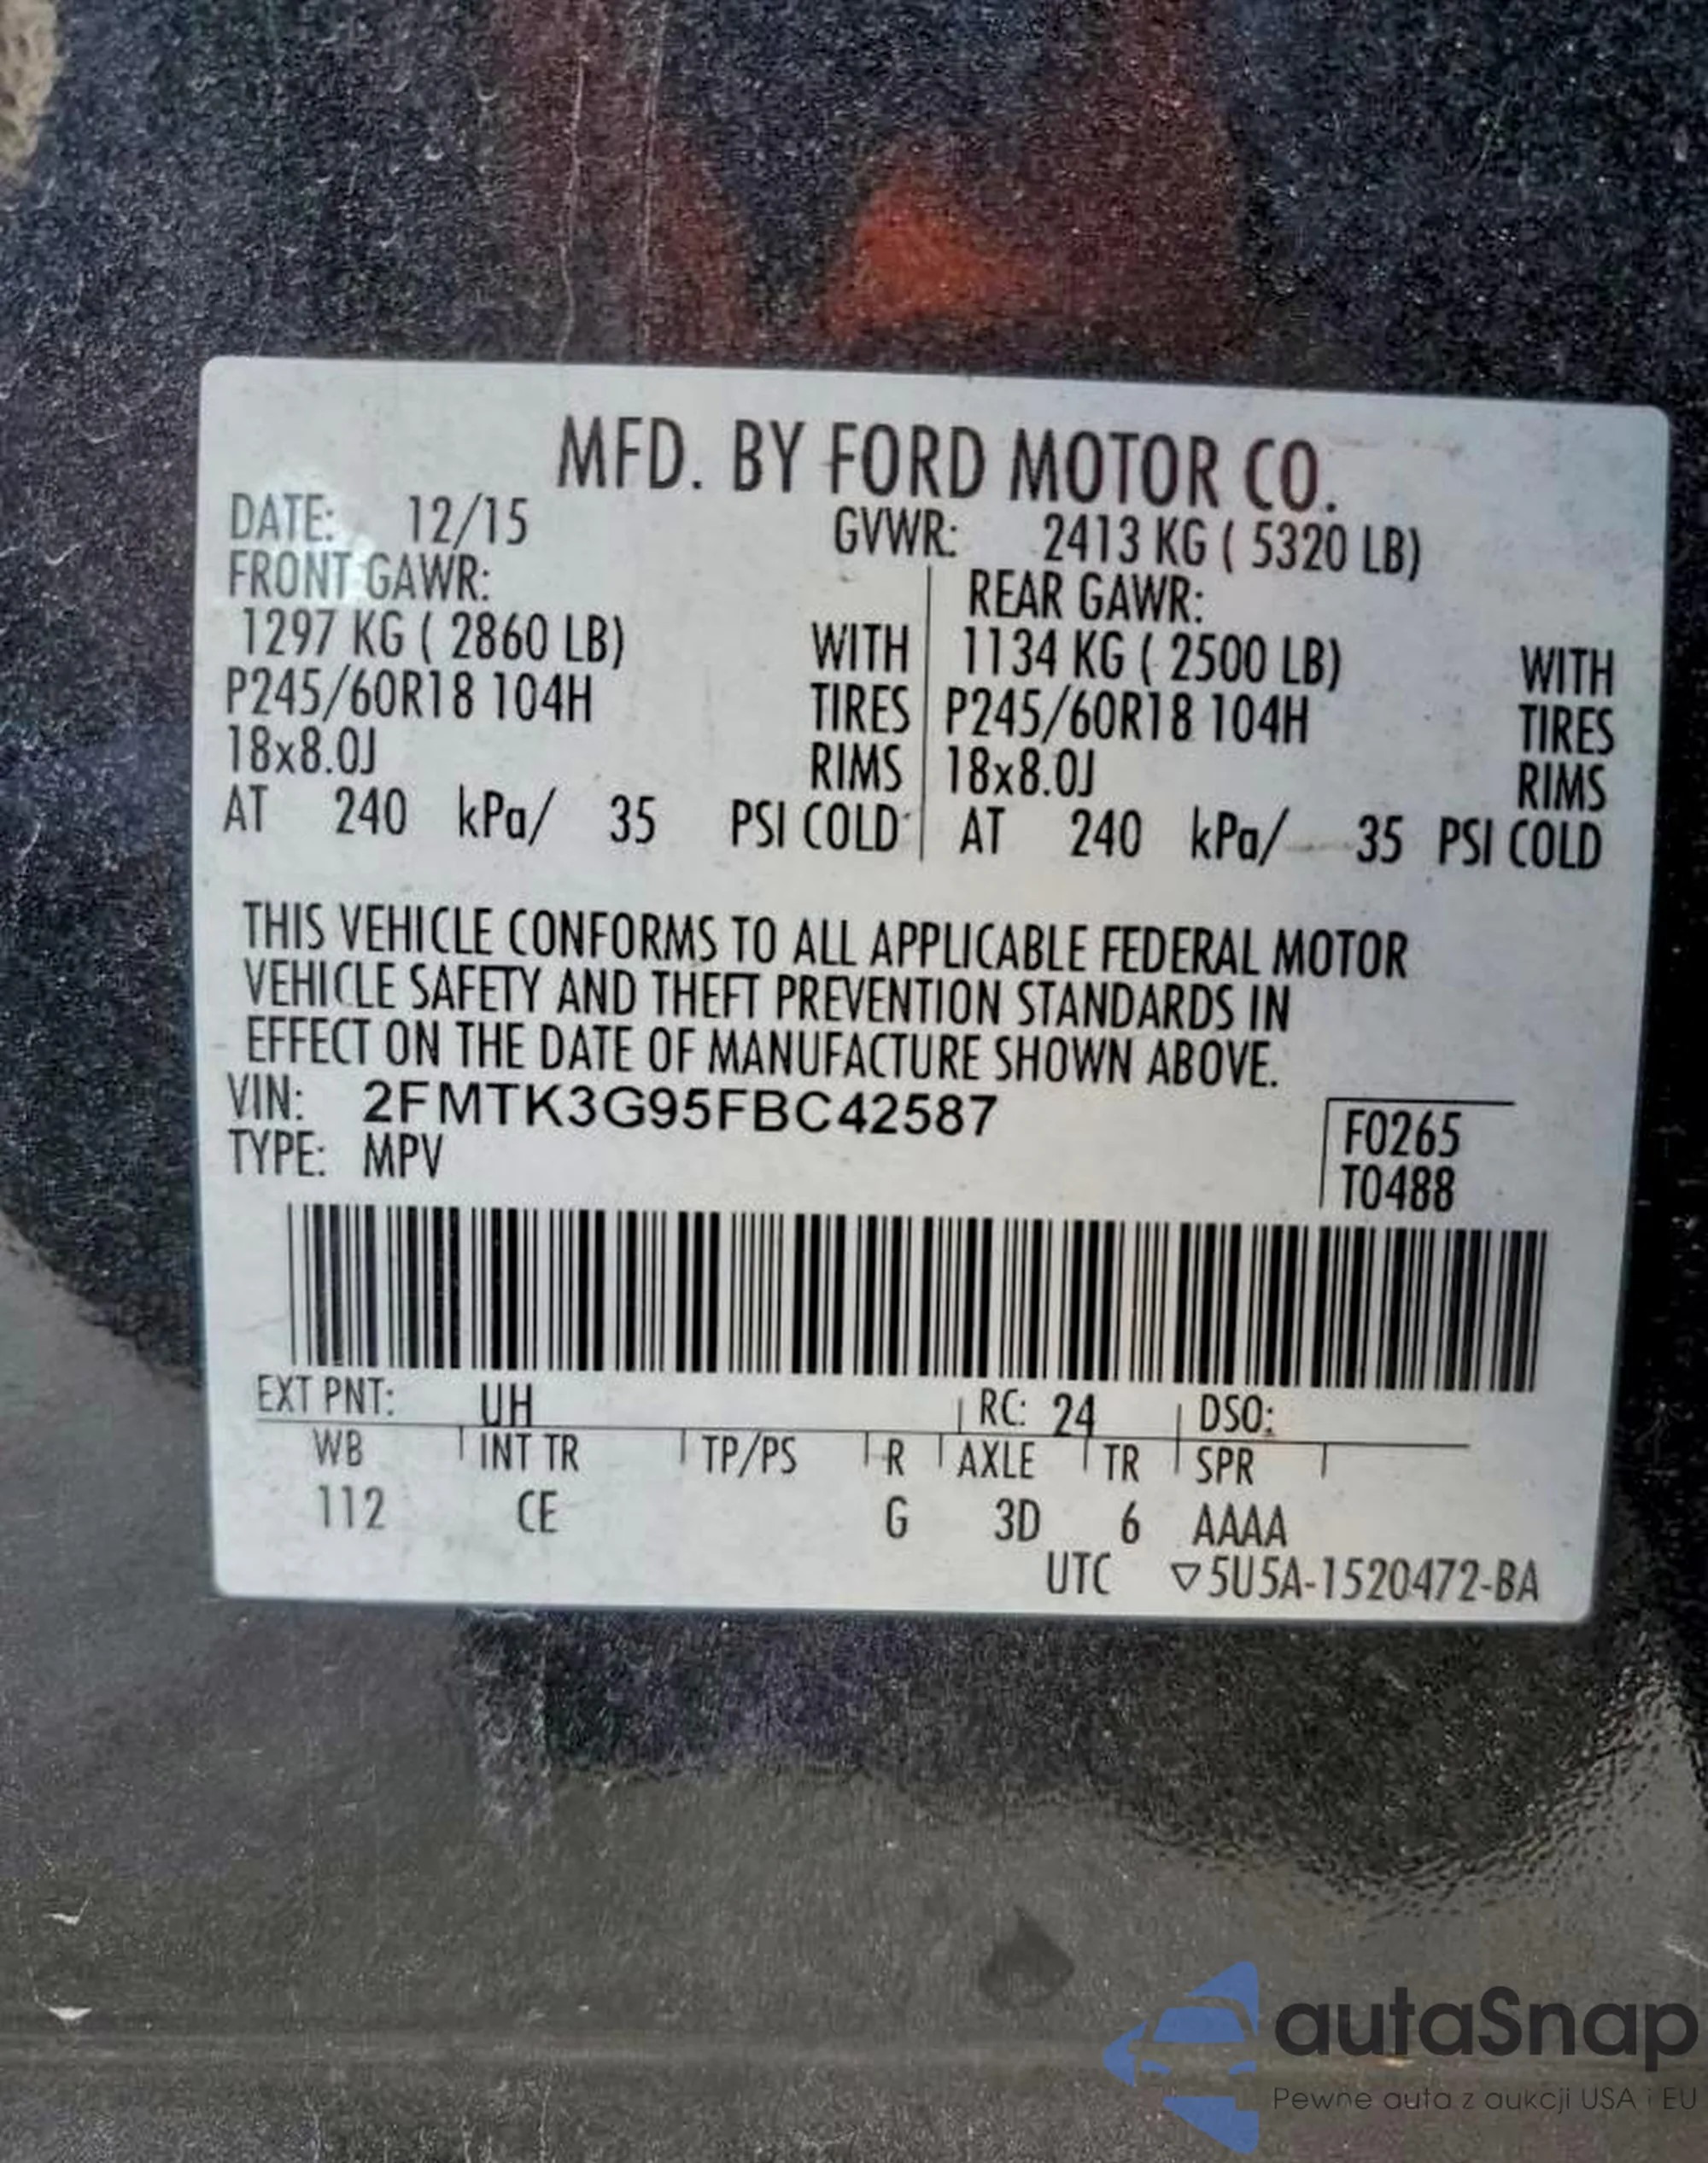 MFD. BY FORD MOTOR CO.
DATE: 12/15 GVWR: 2413 KG ( 5320 LB)
FRONT GAWR: REAR GAWR:
1297 KG ( 2860 LB) WITH 1134 KG ( 2500 LB) WITH
P245/60R18 104H TIRES P245/60R18 104H TIRES
18x8.0J RIMS 18x8.0J RIMS
AT 240 kPa/ 35 PSI COLD AT 240 kPa/ 35 PSI COLD
THIS VEHICLE CONFORMS TO ALL APPLICABLE FEDERAL MOTOR
VEHICLE SAFETY AND THEFT PREVENTION STANDARDS IN
EFFECT ON THE DATE OF MANUFACTURE SHOWN ABOVE.
VIN: 2FMTK3G95FBC42587 F0265
TYPE: MPV T0488
EXT PNT: UH RC: 24 DSO:
WB INT TR TP/PS R AXLE TR SPR
112 CE G 3D 6 AAAA
UTC ▽5U5A-1520472-BA
autaSnap
Pewne auta z aukcji USA i EU